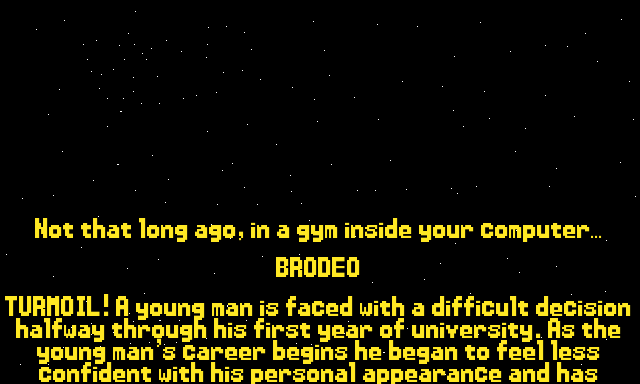 Not that long ago, in a gym inside your computer...
BRODEO
TURMOIL! A young man is faced with a difficult decision
halfway through his first year of university. As the
young man's career begins he began to feel less
confident with his personal appearance and has